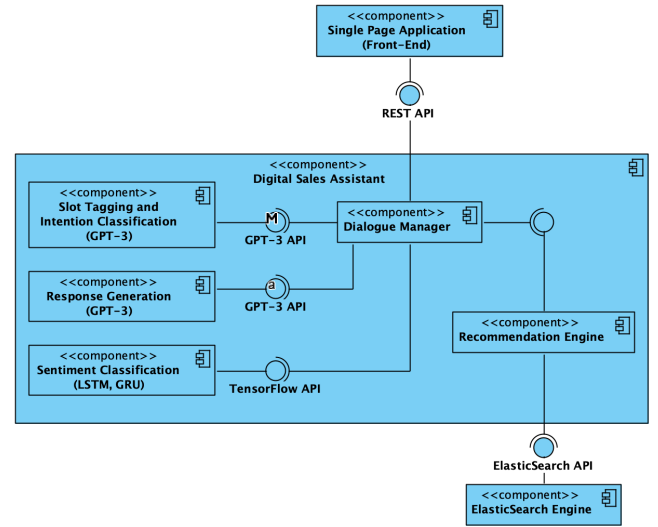 <<component>>
Single Page Application
(Front-End)
REST API
<<component>>
Digital Sales Assistant
<<component>>
Slot Tagging and
Intention Classification
(GPT-3)
M
GPT-3 API
<<component>>
Dialogue Manager
<<component>>
Response Generation
(GPT-3)
a
GPT-3 API
<<component>>
Recommendation Engine
<<component>>
Sentiment Classification
(LSTM, GRU)
TensorFlow API
ElasticSearch API
<<component>>
ElasticSearch Engine